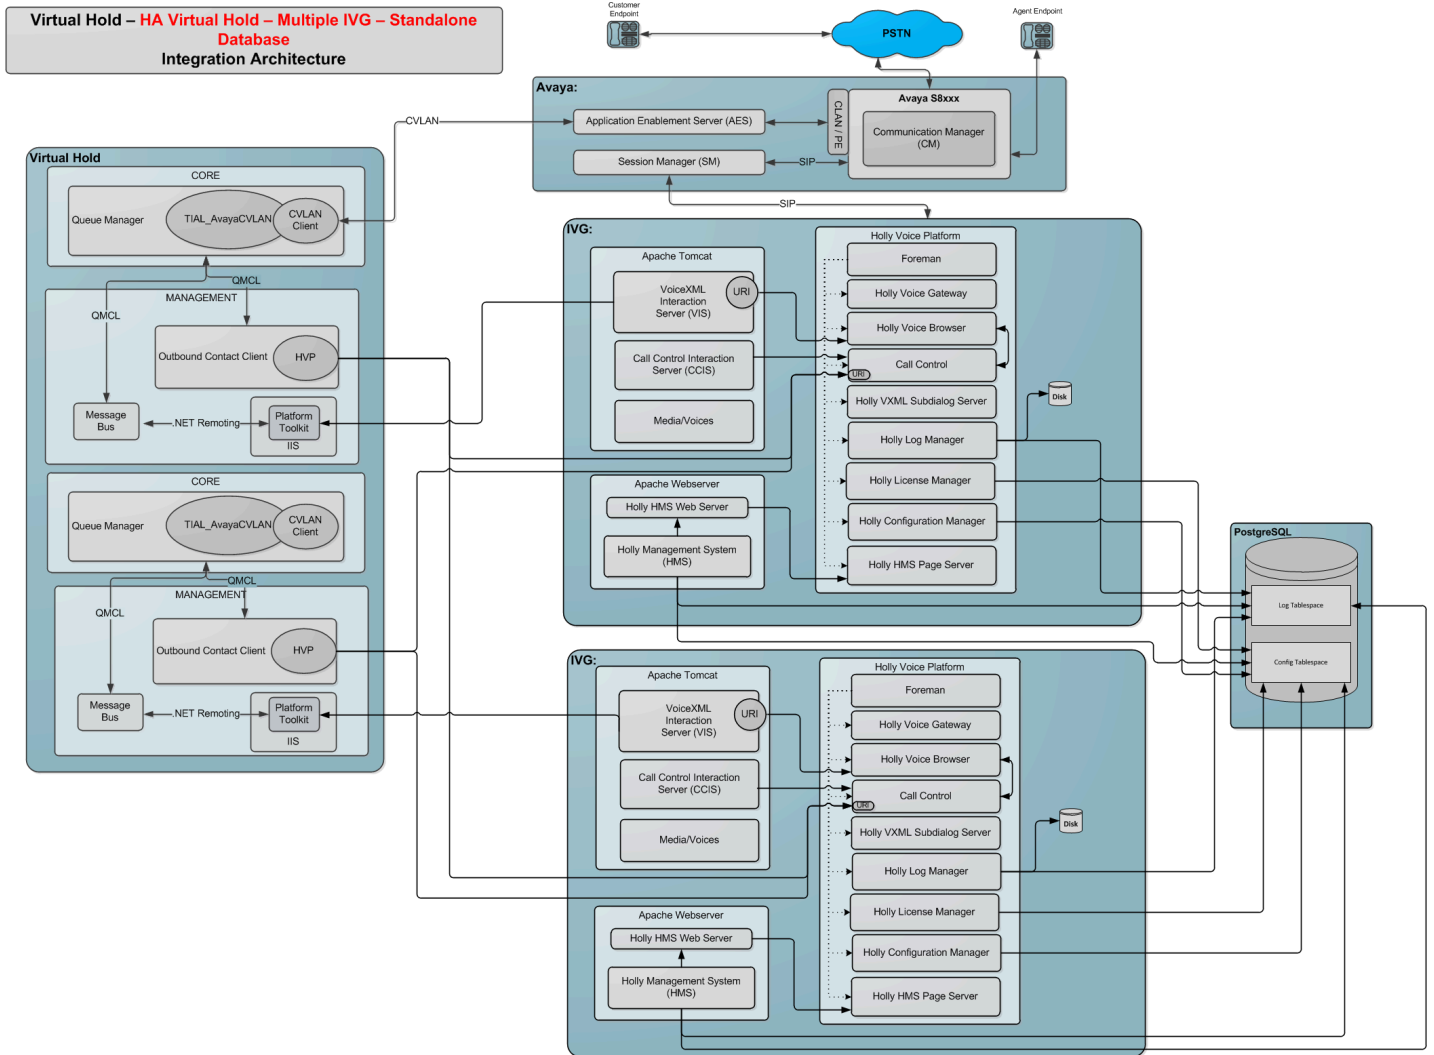 Virtual Hold – HA Virtual Hold – Multiple IVG – Standalone
Database
Integration Architecture
Customer
Endpoint
PSTN
Agent Endpoint
Avaya:
Application Enablement Server (AES)
Session Manager (SM)
CLAN / PE
Avaya S8xxx
Communication Manager
(CM)
SIP
CVLAN
SIP
Virtual Hold
CORE
Queue Manager
TIAL_AvayaCVLAN
CVLAN
Client
QMCL
QMCL
MANAGEMENT
Outbound Contact Client
HVP
Message
Bus
.NET Remoting
Platform
Toolkit
IIS
CORE
Queue Manager
TIAL_AvayaCVLAN
CVLAN
Client
QMCL
QMCL
MANAGEMENT
Outbound Contact Client
HVP
Message
Bus
.NET Remoting
Platform
Toolkit
IIS
IVG:
Apache Tomcat
VoiceXML
Interaction
Server (VIS)
URI
Call Control Interaction
Server (CCIS)
Media/Voices
Apache Webserver
Holly HMS Web Server
Holly Management System
(HMS)
Holly Voice Platform
Foreman
Holly Voice Gateway
Holly Voice Browser
Call Control
URI
Holly VXML Subdialog Server
Holly Log Manager
Holly License Manager
Holly Configuration Manager
Holly HMS Page Server
Disk
IVG:
Apache Tomcat
VoiceXML
Interaction
Server (VIS)
URI
Call Control Interaction
Server (CCIS)
Media/Voices
Apache Webserver
Holly HMS Web Server
Holly Management System
(HMS)
Holly Voice Platform
Foreman
Holly Voice Gateway
Holly Voice Browser
Call Control
URI
Holly VXML Subdialog Server
Holly Log Manager
Holly License Manager
Holly Configuration Manager
Holly HMS Page Server
Disk
PostgreSQL
Log Tablespace
Config Tablespace